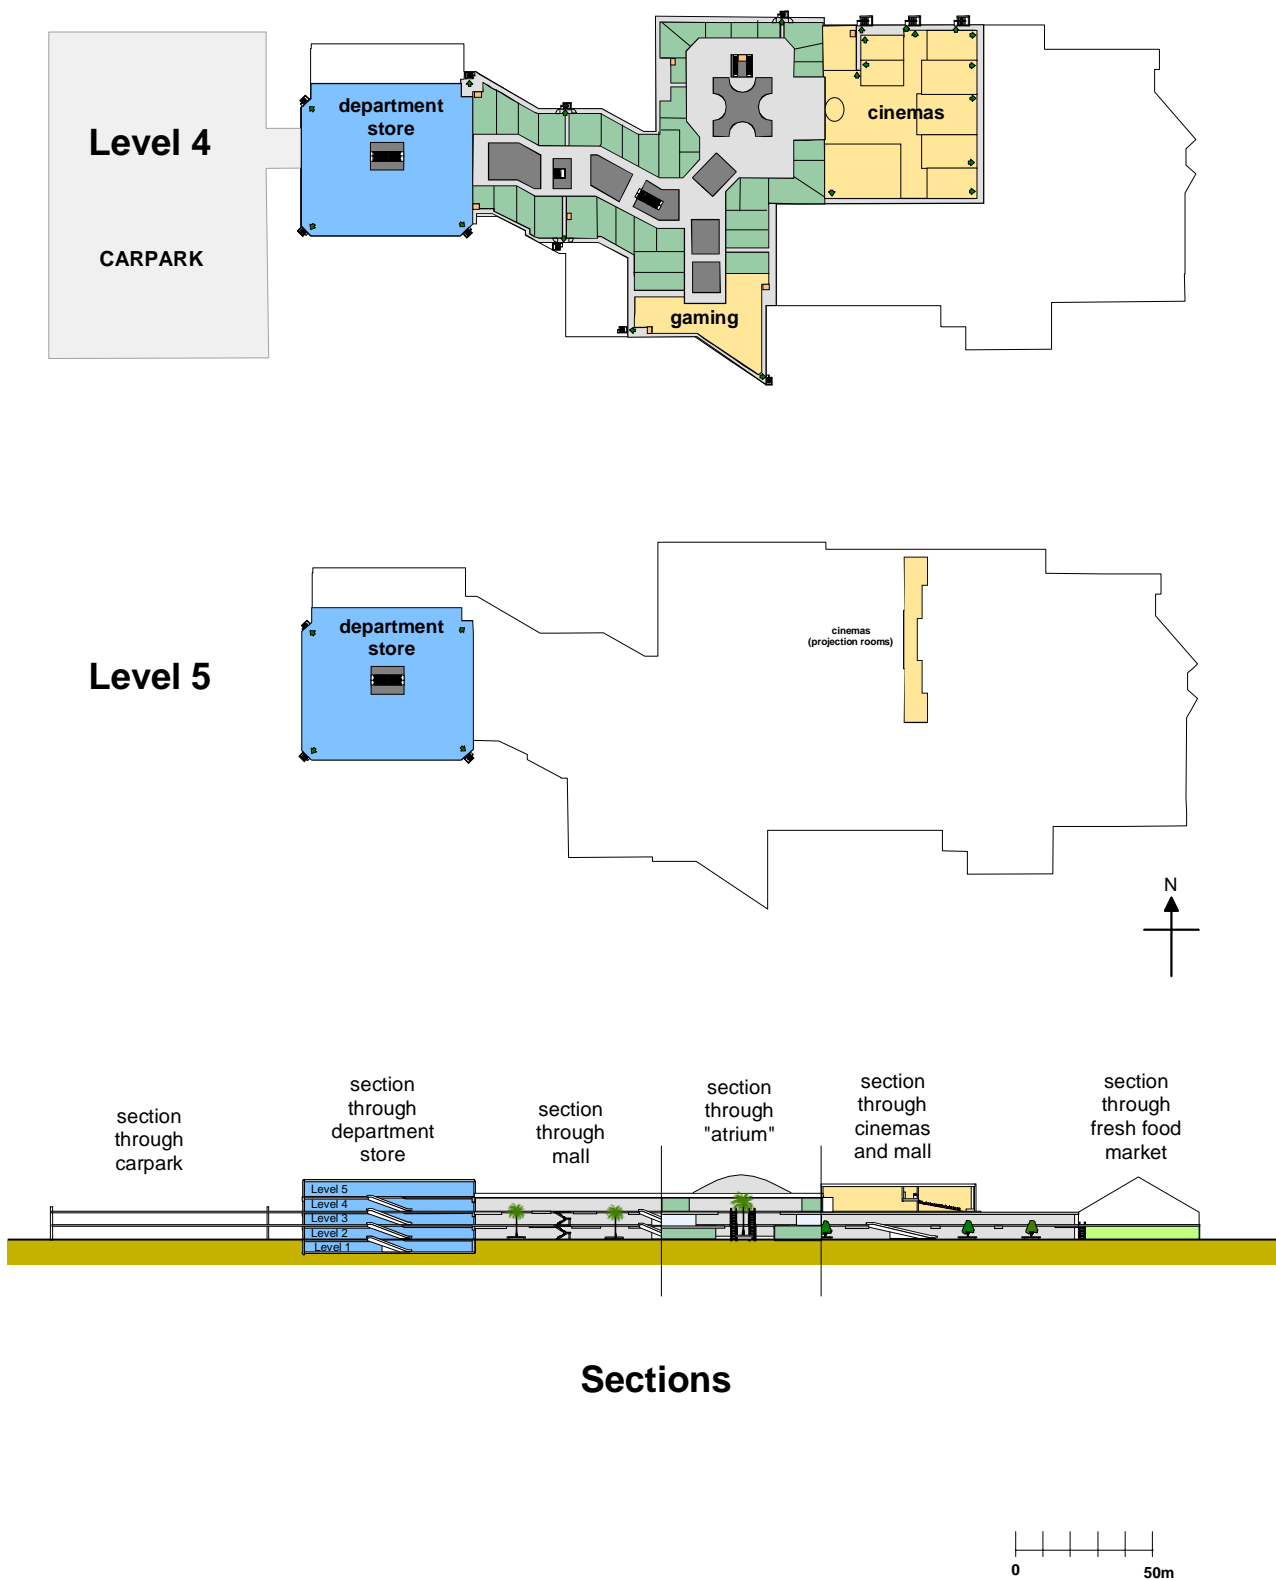 Level 4
department
store
cinemas
CARPARK
gaming
Level 5
department
store
cinemas
(projection rooms)
N
section
through
carpark
section
through
department
store
section
through
mall
section
through
"atrium"
section
through
cinemas
and mall
section
through
fresh food
market
Level 5
Level 4
Level 3
Level 2
Level 1
Sections
0
50m